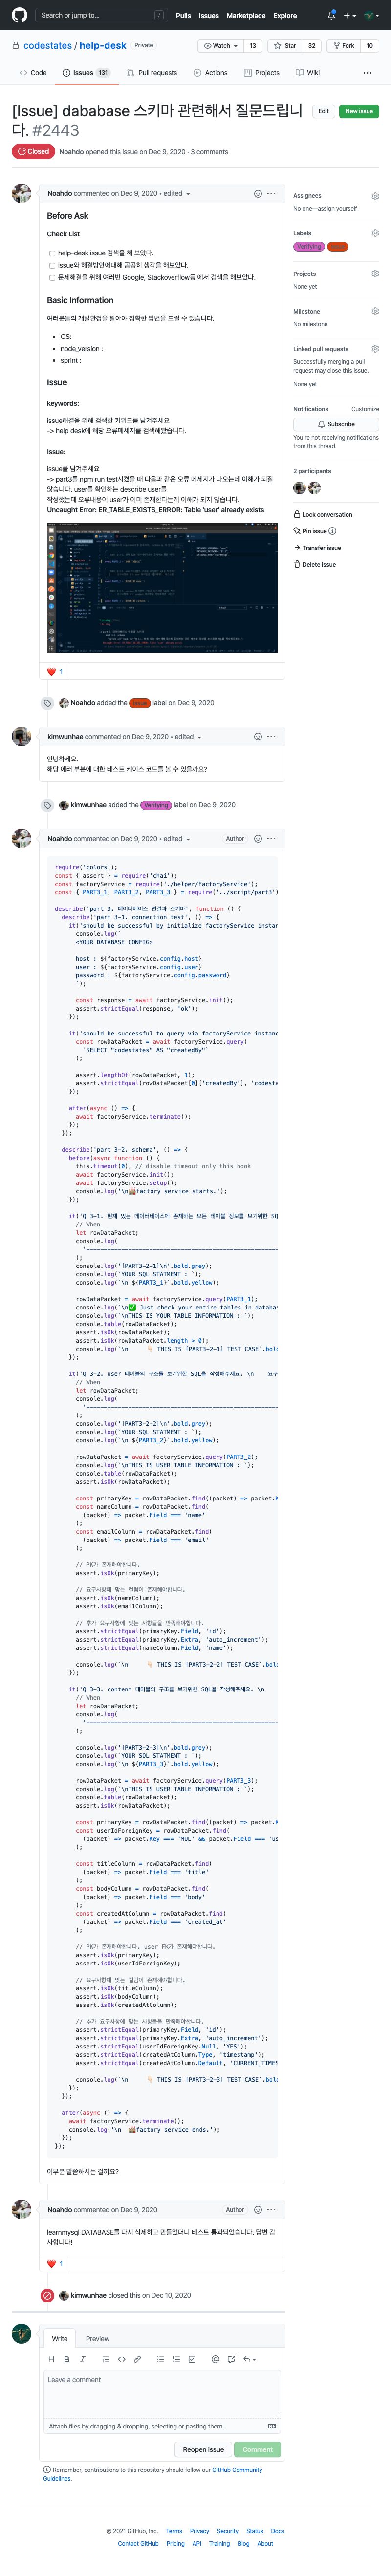 Search or jump to...
/
Pulls Issues Marketplace Explore
codestates / help-desk Private
Watch 13 Star 32 Fork 10
Code Issues 131 Pull requests Actions Projects Wiki
[Issue] dababase 스키마 관련해서 질문드립니
다. #2443
Edit New issue
Closed Noahdo opened this issue on Dec 9, 2020 · 3 comments
Noahdo commented on Dec 9, 2020 • edited
Before Ask
Check List
help-desk issue 검색을 해 보았다.
issue와 해결방안에대해 곰곰히 생각을 해보았다.
문제해결을 위해 여러번 Google, Stackoverflow등 에서 검색을 해보았다.
Basic Information
여러분들의 개발환경을 알아야 정확한 답변을 드릴 수 있습니다.
OS:
node_version :
sprint :
Issue
keywords:
issue해결을 위해 검색한 키워드를 남겨주세요
-> help desk에 해당 오류메세지를 검색해봤습니다.
Issue:
issue를 남겨주세요
-> part3를 npm run test시켰을 때 다음과 같은 오류 메세지가 나오는데 이해가 되질
않습니다. user를 확인하는 describe user를
작성했는데 오류내용이 user가 이미 존재한다는게 이해가 되지 않습니다.
Uncaught Error: ER_TABLE_EXISTS_ERROR: Table 'user' already exists
1
Noahdo added the Issue label on Dec 9, 2020
kimwunhae commented on Dec 9, 2020 • edited
안녕하세요.
해당 에러 부분에 대한 테스트 케이스 코드를 볼 수 있을까요?
kimwunhae added the Verifying label on Dec 9, 2020
Noahdo commented on Dec 9, 2020 • edited
Author
require('colors');
const { assert } = require('chai');
const factoryService = require('./helper/FactoryService');
const { PART3_1, PART3_2, PART3_3 } = require('../script/part3')
describe('part 3. 데이터베이스 연결과 스키마', function () {
describe('part 3-1. connection test', () => {
it('should be successful by initialize factoryService instan
console.log(`
<YOUR DATABASE CONFIG>
host : ${factoryService.config.host}
user : ${factoryService.config.user}
password : ${factoryService.config.password}
`);
const response = await factoryService.init();
assert.strictEqual(response, 'ok');
});
it('should be successful to query via factoryService instanc
const rowDataPacket = await factoryService.query(
`SELECT "codestates" AS "createdBy"`
);
assert.lengthOf(rowDataPacket, 1);
assert.strictEqual(rowDataPacket[0]['createdBy'], 'codesta
});
after(async () => {
await factoryService.terminate();
});
});
describe('part 3-2. schema', () => {
before(async function () {
this.timeout(0); // disable timeout only this hook
await factoryService.init();
await factoryService.setup();
console.log('\n🏭factory service starts.');
});
it('Q 3-1. 현재 있는 데이터베이스에 존재하는 모든 테이블 정보를 보기위한 SQ
// When
let rowDataPacket;
console.log(
'-------------------------------------------------------
);
console.log('[PART3-2-1]\n'.bold.grey);
console.log(`YOUR SQL STATMENT : `);
console.log(`\n ${PART3_1}`.bold.yellow);
rowDataPacket = await factoryService.query(PART3_1);
console.log(`\n✅ Just check your entire tables in databas
console.log(`\nTHIS IS YOUR TABLE INFORMATION : `);
console.table(rowDataPacket);
assert.isOk(rowDataPacket);
assert.isOk(rowDataPacket.length > 0);
console.log(`\n 👇🏻 THIS IS [PART3-2-1] TEST CASE`.bold
});
it('Q 3-2. user 테이블의 구조를 보기위한 SQL을 작성해주세요. \n 요구
// When
let rowDataPacket;
console.log(
'-------------------------------------------------------
);
console.log('[PART3-2-2]\n'.bold.grey);
console.log(`YOUR SQL STATMENT : `);
console.log(`\n ${PART3_2}`.bold.yellow);
rowDataPacket = await factoryService.query(PART3_2);
console.log(`\nTHIS IS USER TABLE INFORMATION : `);
console.table(rowDataPacket);
assert.isOk(rowDataPacket);
const primaryKey = rowDataPacket.find((packet) => packet.K
const nameColumn = rowDataPacket.find(
(packet) => packet.Field === 'name'
);
const emailColumn = rowDataPacket.find(
(packet) => packet.Field === 'email'
);
// PK가 존재해야합니다.
assert.isOk(primaryKey);
// 요구사항에 맞는 컬럼이 존재해야합니다.
assert.isOk(nameColumn);
assert.isOk(emailColumn);
// 추가 요구사항에 맞는 사항들을 만족해야합니다.
assert.strictEqual(primaryKey.Field, 'id');
assert.strictEqual(primaryKey.Extra, 'auto_increment');
assert.strictEqual(nameColumn.Field, 'name');
console.log(`\n 👇🏻 THIS IS [PART3-2-2] TEST CASE`.bold
});
it('Q 3-3. content 테이블의 구조를 보기위한 SQL을 작성해주세요. \n
// When
let rowDataPacket;
console.log(
'-------------------------------------------------------
);
console.log('[PART3-2-3]\n'.bold.grey);
console.log(`YOUR SQL STATMENT : `);
console.log(`\n ${PART3_3}`.bold.yellow);
rowDataPacket = await factoryService.query(PART3_3);
console.log(`\nTHIS IS USER TABLE INFORMATION : `);
console.table(rowDataPacket);
assert.isOk(rowDataPacket);
const primaryKey = rowDataPacket.find((packet) => packet.K
const userIdForeignKey = rowDataPacket.find(
(packet) => packet.Key === 'MUL' && packet.Field === 'us
);
const titleColumn = rowDataPacket.find(
(packet) => packet.Field === 'title'
);
const bodyColumn = rowDataPacket.find(
(packet) => packet.Field === 'body'
);
const createdAtColumn = rowDataPacket.find(
(packet) => packet.Field === 'created_at'
);
// PK가 존재해야합니다. user FK가 존재해야합니다.
assert.isOk(primaryKey);
assert.isOk(userIdForeignKey);
// 요구사항에 맞는 컬럼이 존재해야합니다.
assert.isOk(titleColumn);
assert.isOk(bodyColumn);
assert.isOk(createdAtColumn);
// 추가 요구사항에 맞는 사항들을 만족해야합니다.
assert.strictEqual(primaryKey.Field, 'id');
assert.strictEqual(primaryKey.Extra, 'auto_increment');
assert.strictEqual(userIdForeignKey.Null, 'YES');
assert.strictEqual(createdAtColumn.Type, 'timestamp');
assert.strictEqual(createdAtColumn.Default, 'CURRENT_TIMES
console.log(`\n 👇🏻 THIS IS [PART3-2-3] TEST CASE`.bold
});
});
after(async () => {
await factoryService.terminate();
console.log('\n 🏭factory service ends.');
});
});
이부분 말씀하시는 걸까요?
Noahdo commented on Dec 9, 2020
Author
learnmysql DATABASE를 다시 삭제하고 만들었더니 테스트 통과되었습니다. 답변 감
사합니다!
1
kimwunhae closed this on Dec 10, 2020
Write Preview
Leave a comment
Attach files by dragging & dropping, selecting or pasting them.
Reopen issue Comment
Remember, contributions to this repository should follow our GitHub Community
Guidelines.
Assignees
No one—assign yourself
Labels
Verifying Issue
Projects
None yet
Milestone
No milestone
Linked pull requests
Successfully merging a pull
request may close this issue.
None yet
Notifications Customize
Subscribe
You're not receiving notifications
from this thread.
2 participants
Lock conversation
Pin issue
Transfer issue
Delete issue
© 2021 GitHub, Inc. Terms Privacy Security Status Docs
Contact GitHub Pricing API Training Blog About